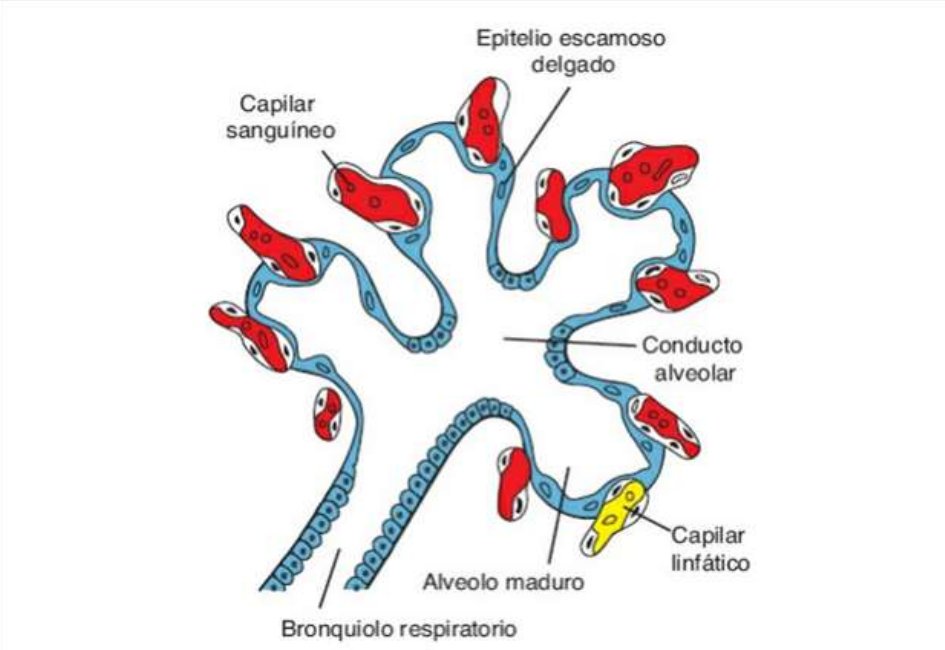 Epitelio escamoso
delgado
Capilar
sanguíneo
Conducto
alveolar
Capilar
linfático
Alveolo maduro
Bronquiolo respiratorio